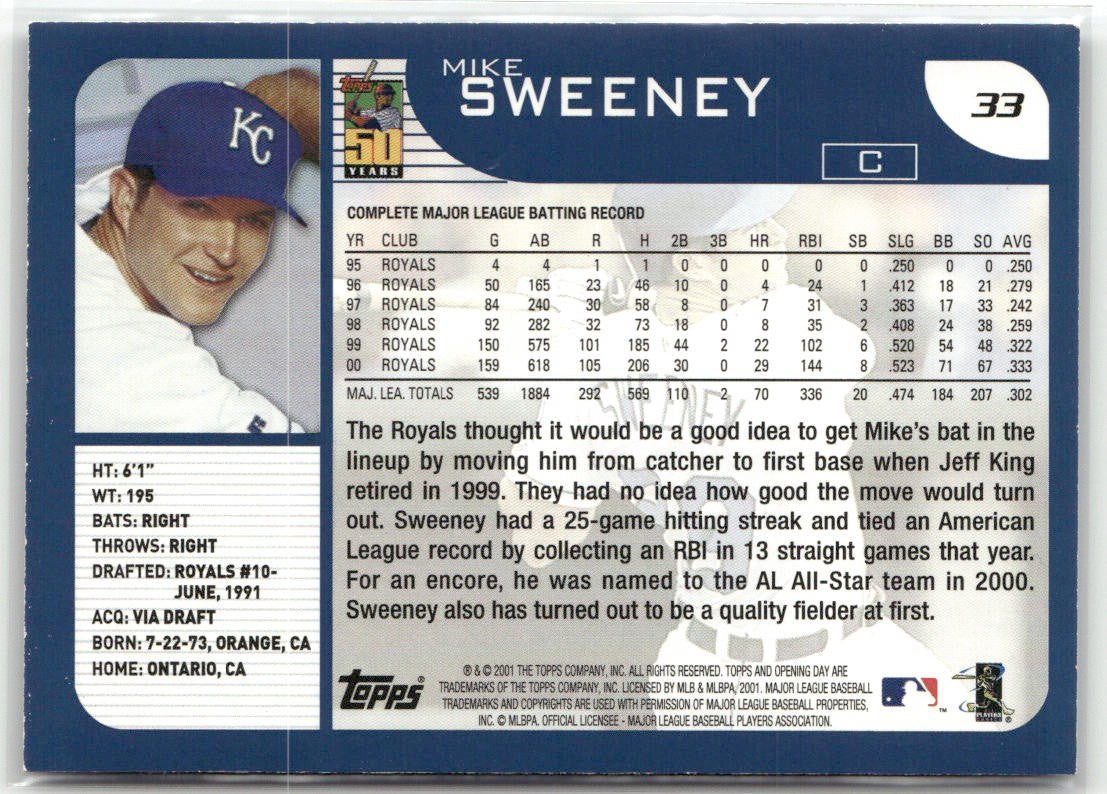 MIKE
SWEENEY
33
C
Topps
50
YEARS
KC
COMPLETE MAJOR LEAGUE BATTING RECORD
YR CLUB G AB R H 2B 3B HR RBI SB SLG BB SO AVG
95 ROYALS 4 4 1 1 0 0 0 0 0 .250 0 0 .250
96 ROYALS 50 165 23 46 10 0 4 24 1 .412 18 21 .279
97 ROYALS 84 240 30 58 8 0 7 31 3 .363 17 33 .242
98 ROYALS 92 282 32 73 18 0 8 35 2 .408 24 38 .259
99 ROYALS 150 575 101 185 44 2 22 102 6 .520 54 48 .322
00 ROYALS 159 618 105 206 30 0 29 144 8 .523 71 67 .333
MAJ. LEA. TOTALS 539 1884 292 569 110 2 70 336 20 .474 184 207 .302
SWEENEY
The Royals thought it would be a good idea to get Mike's bat in the
lineup by moving him from catcher to first base when Jeff King
retired in 1999. They had no idea how good the move would turn
out. Sweeney had a 25-game hitting streak and tied an American
League record by collecting an RBI in 13 straight games that year.
For an encore, he was named to the AL All-Star team in 2000.
Sweeney also has turned out to be a quality fielder at first.
HT: 6'1"
WT: 195
BATS: RIGHT
THROWS: RIGHT
DRAFTED: ROYALS #10-
JUNE, 1991
ACQ: VIA DRAFT
BORN: 7-22-73, ORANGE, CA
HOME: ONTARIO, CA
Topps®
® & © 2001 THE TOPPS COMPANY, INC. ALL RIGHTS RESERVED. TOPPS AND OPENING DAY ARE
TRADEMARKS OF THE TOPPS COMPANY, INC. LICENSED BY MLB & MLBPA, 2001. MAJOR LEAGUE BASEBALL
TRADEMARKS AND COPYRIGHTS ARE USED WITH PERMISSION OF MAJOR LEAGUE BASEBALL PROPERTIES,
INC. © MLBPA. OFFICIAL LICENSEE - MAJOR LEAGUE BASEBALL PLAYERS ASSOCIATION.
TM
PLAYERS
®